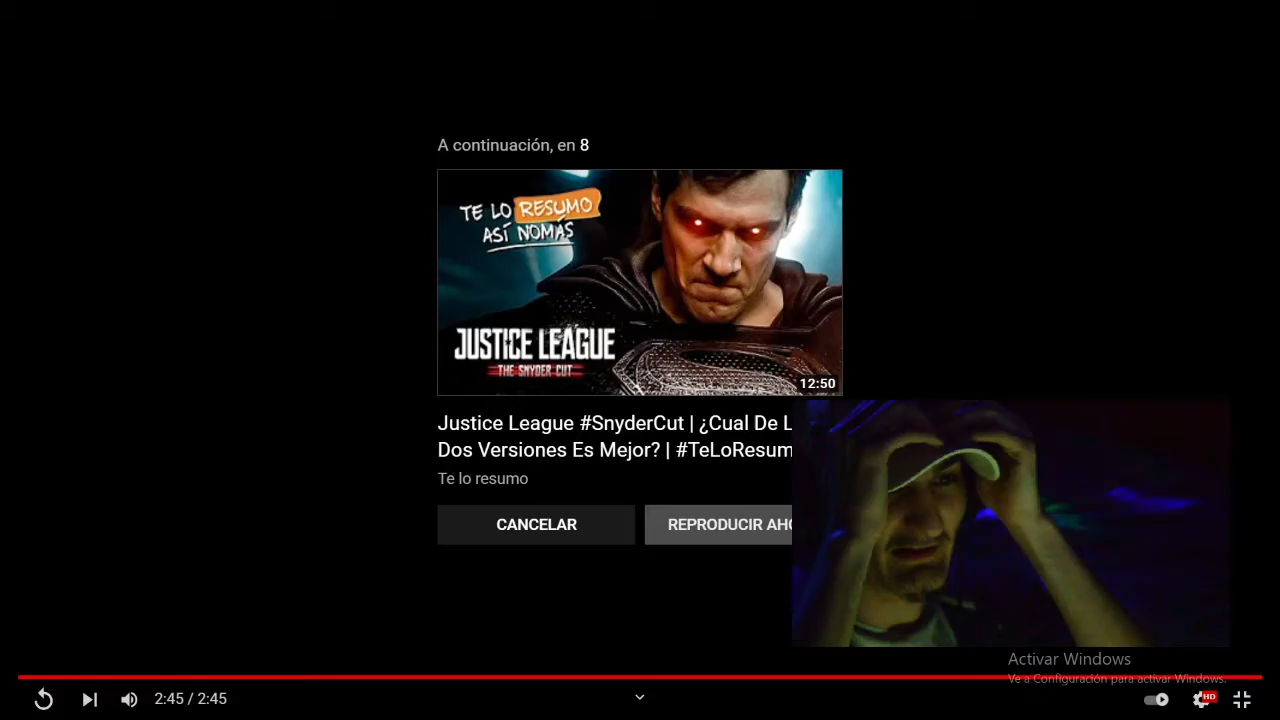 A continuación, en 8
TE LO RESUMO
ASÍ NOMÁS
JUSTICE LEAGUE
THE SNYDER CUT
12:50
Justice League #SnyderCut | ¿Cual De L
Dos Versiones Es Mejor? | #TeLoResum
Te lo resumo
CANCELAR
REPRODUCIR AHO
Activar Windows
Ve a Configuración para activar Windows.
2:45 / 2:45
HD